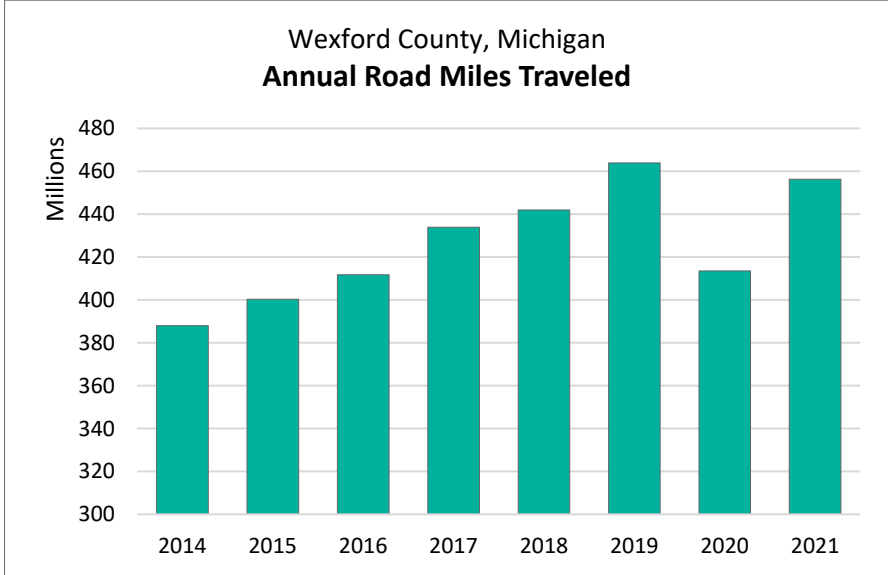 Wexford County, Michigan
Annual Road Miles Traveled
Millions
480
460
440
420
400
380
360
340
320
300
2014 2015 2016 2017 2018 2019 2020 2021